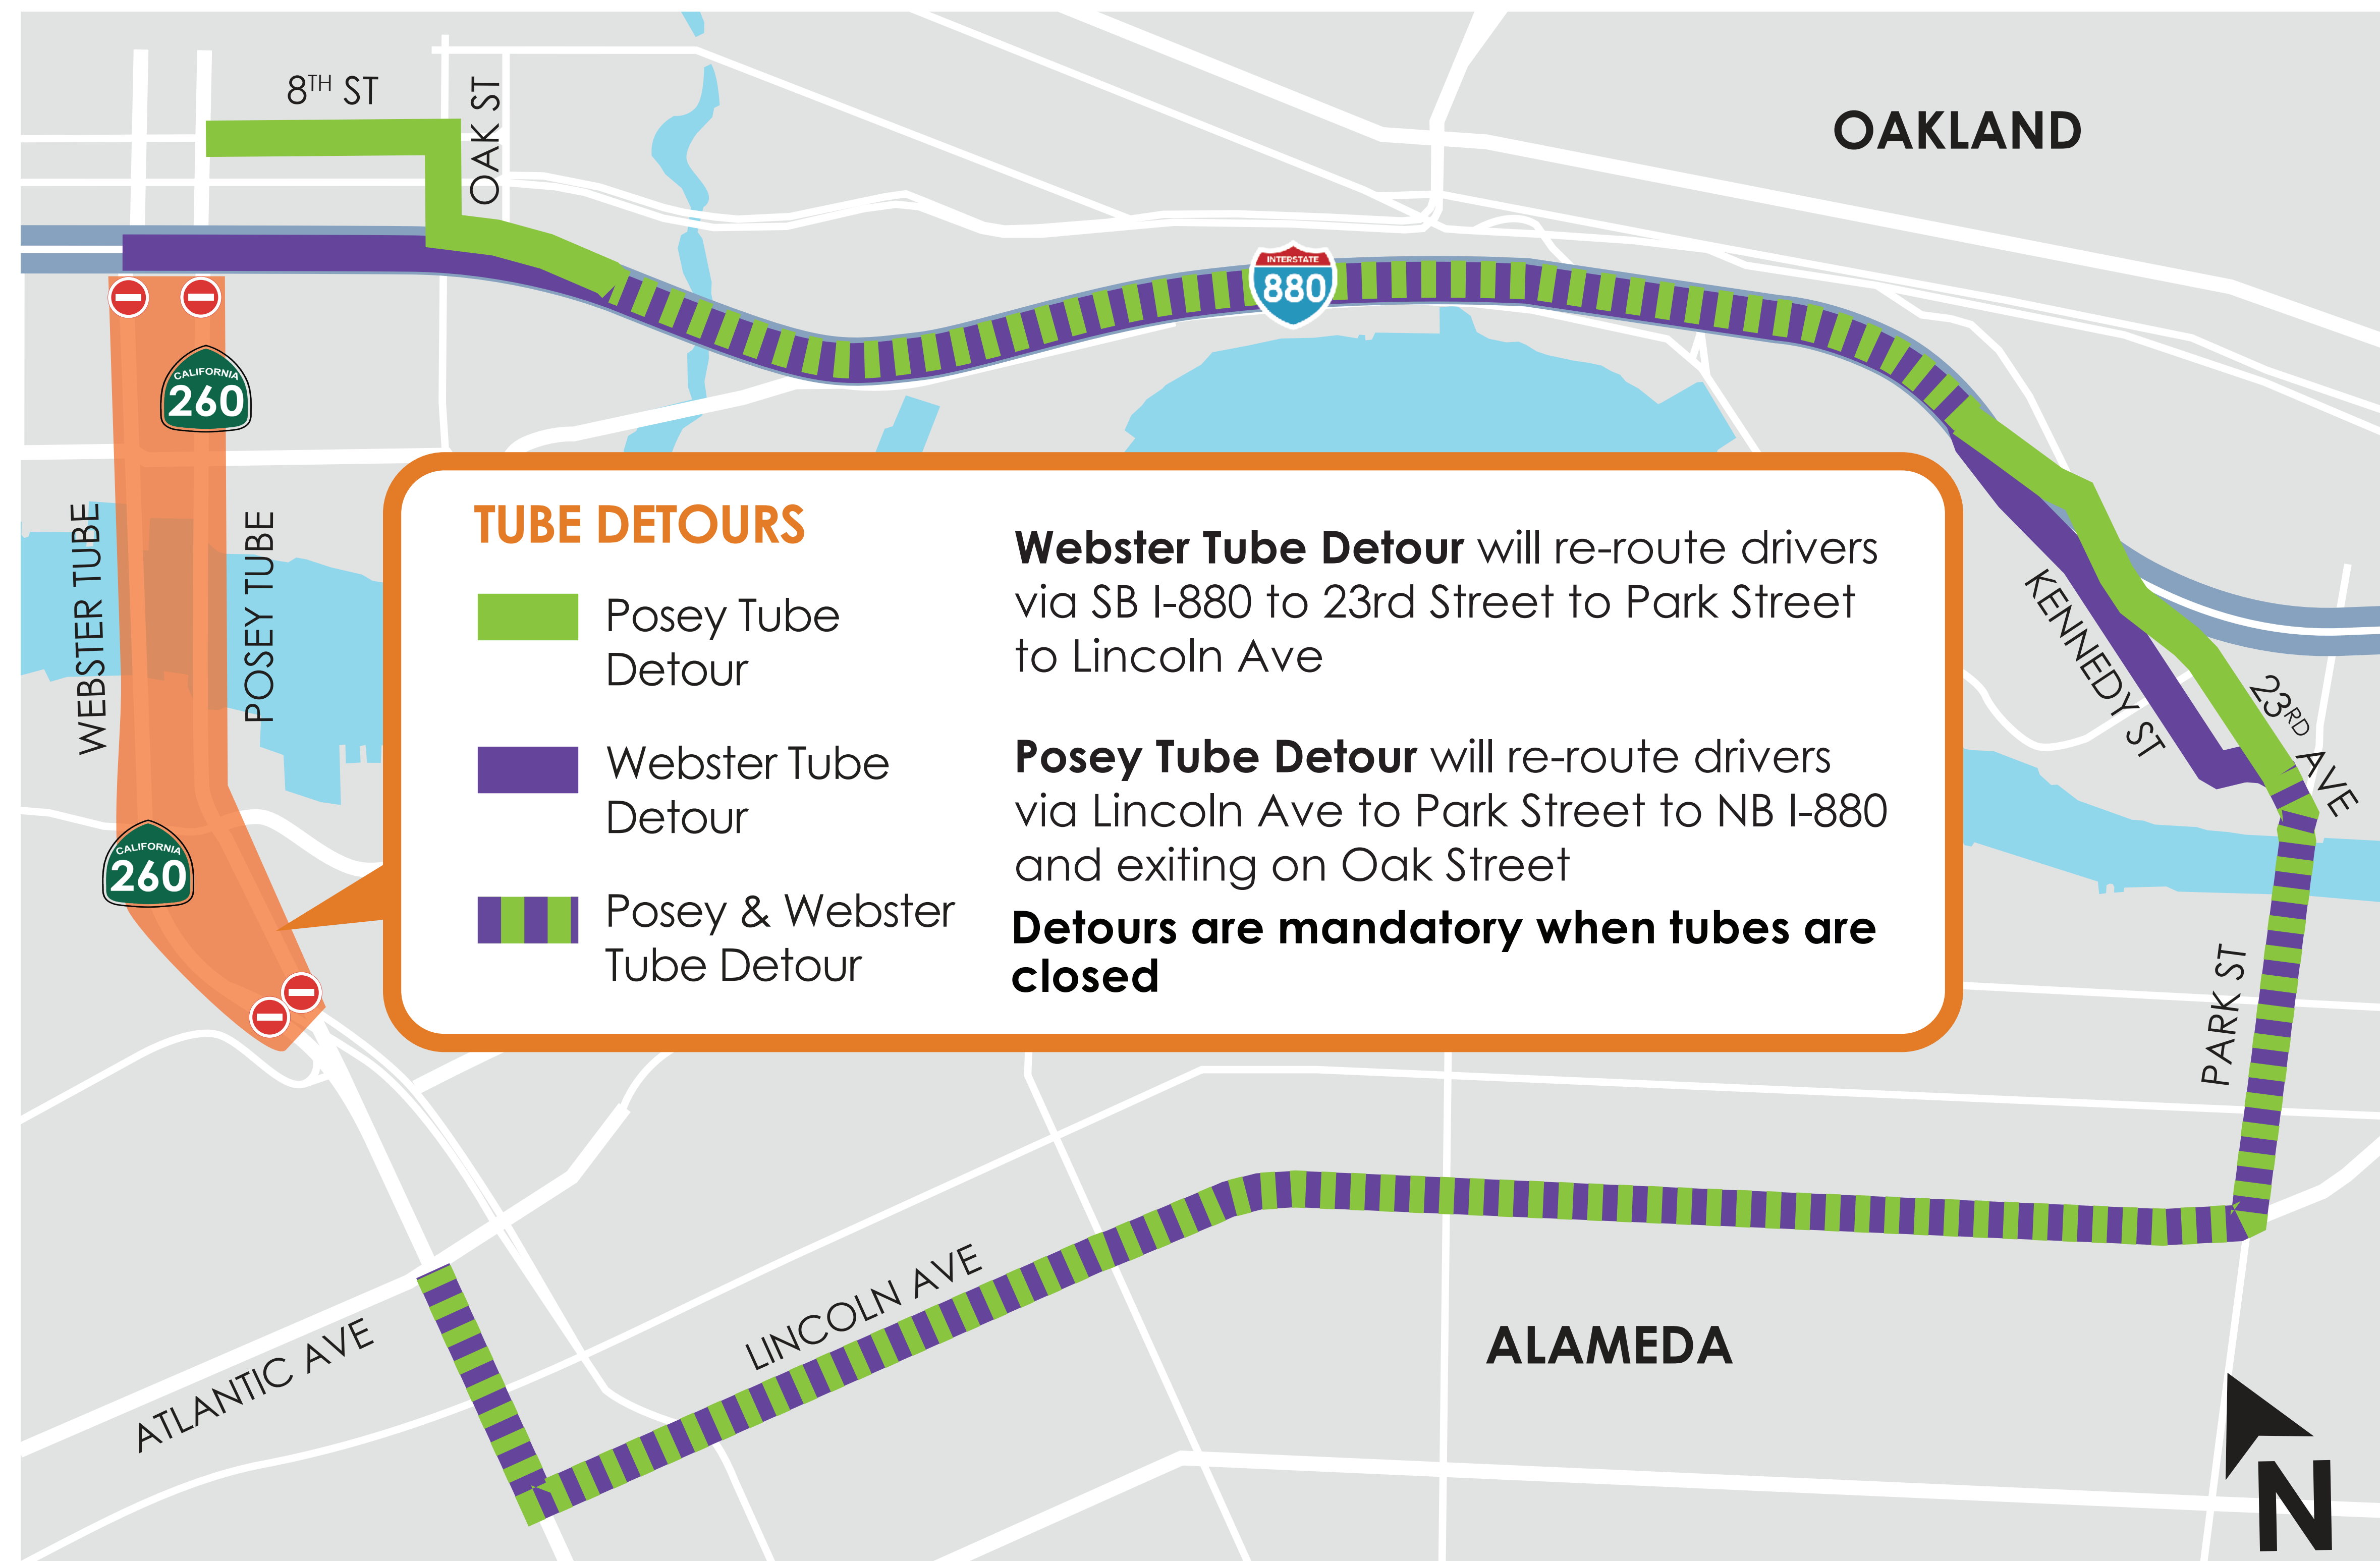 8TH ST
OAK ST
OAKLAND
INTERSTATE
880
CALIFORNIA
260
WEBSTER TUBE
POSEY TUBE
CALIFORNIA
260
TUBE DETOURS
Posey Tube
Detour
Webster Tube
Detour
Posey & Webster
Tube Detour
Webster Tube Detour will re-route drivers
via SB I-880 to 23rd Street to Park Street
to Lincoln Ave
Posey Tube Detour will re-route drivers
via Lincoln Ave to Park Street to NB I-880
and exiting on Oak Street
Detours are mandatory when tubes are
closed
KENNEDY ST
23RD AVE
PARK ST
LINCOLN AVE
ATLANTIC AVE
ALAMEDA
N